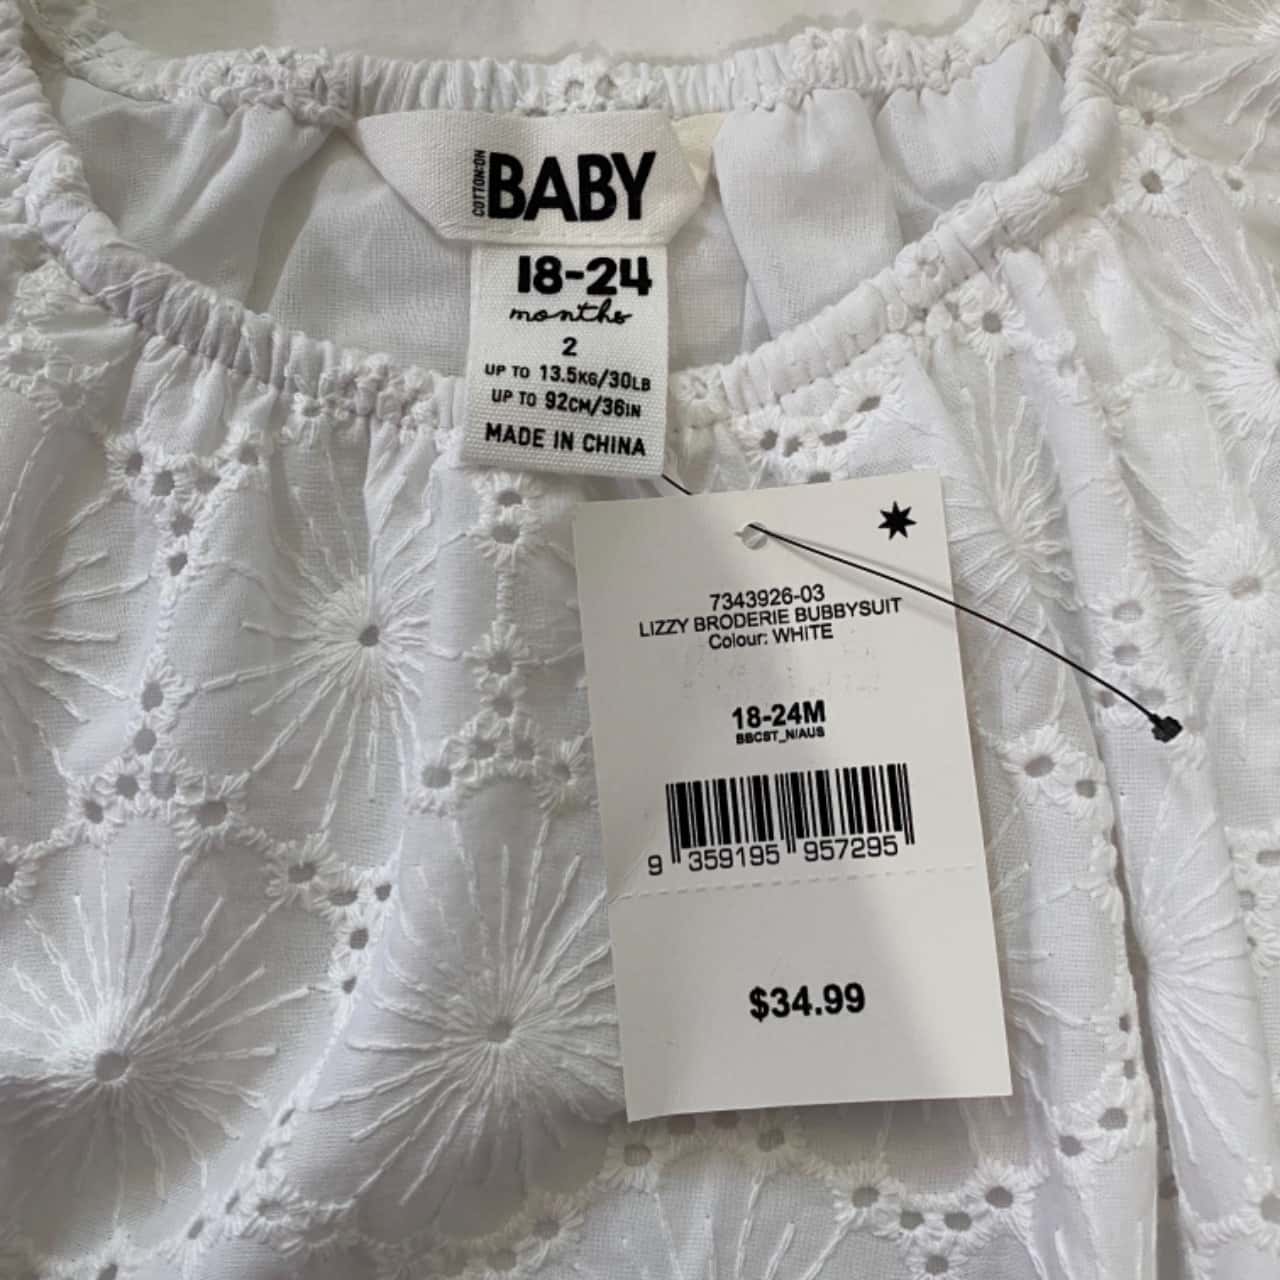 COTTON:ON
BABY
18-24
months
2
UP TO 13.5KG/30LB
UP TO 92CM/36IN
MADE IN CHINA
7343926-03
LIZZY BRODERIE BUBBYSUIT
Colour: WHITE
18-24M
BBCST_N/AUS
9 359195 957295
$34.99